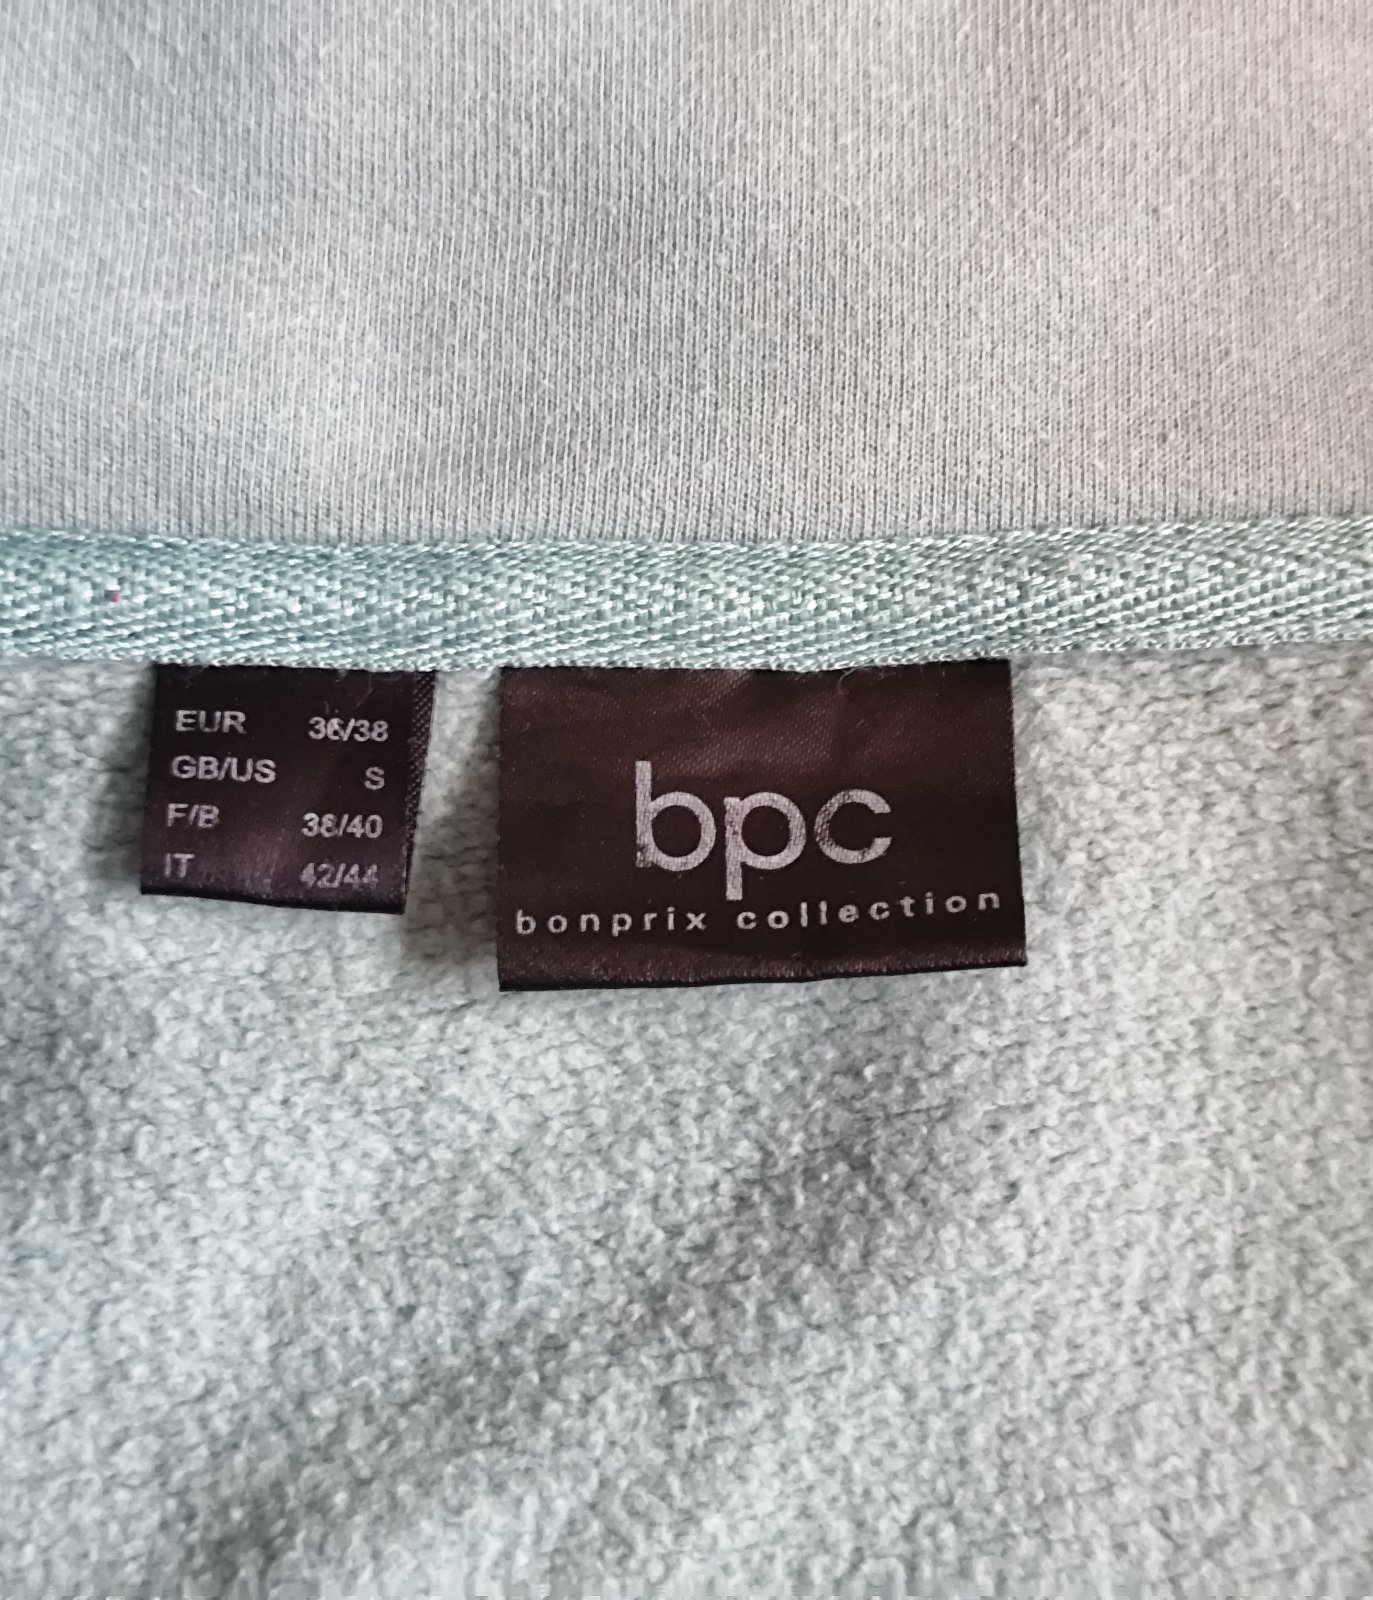 EUR 36/38
GB/US S
F/B 38/40
IT 42/44
bpc
bonprix collection